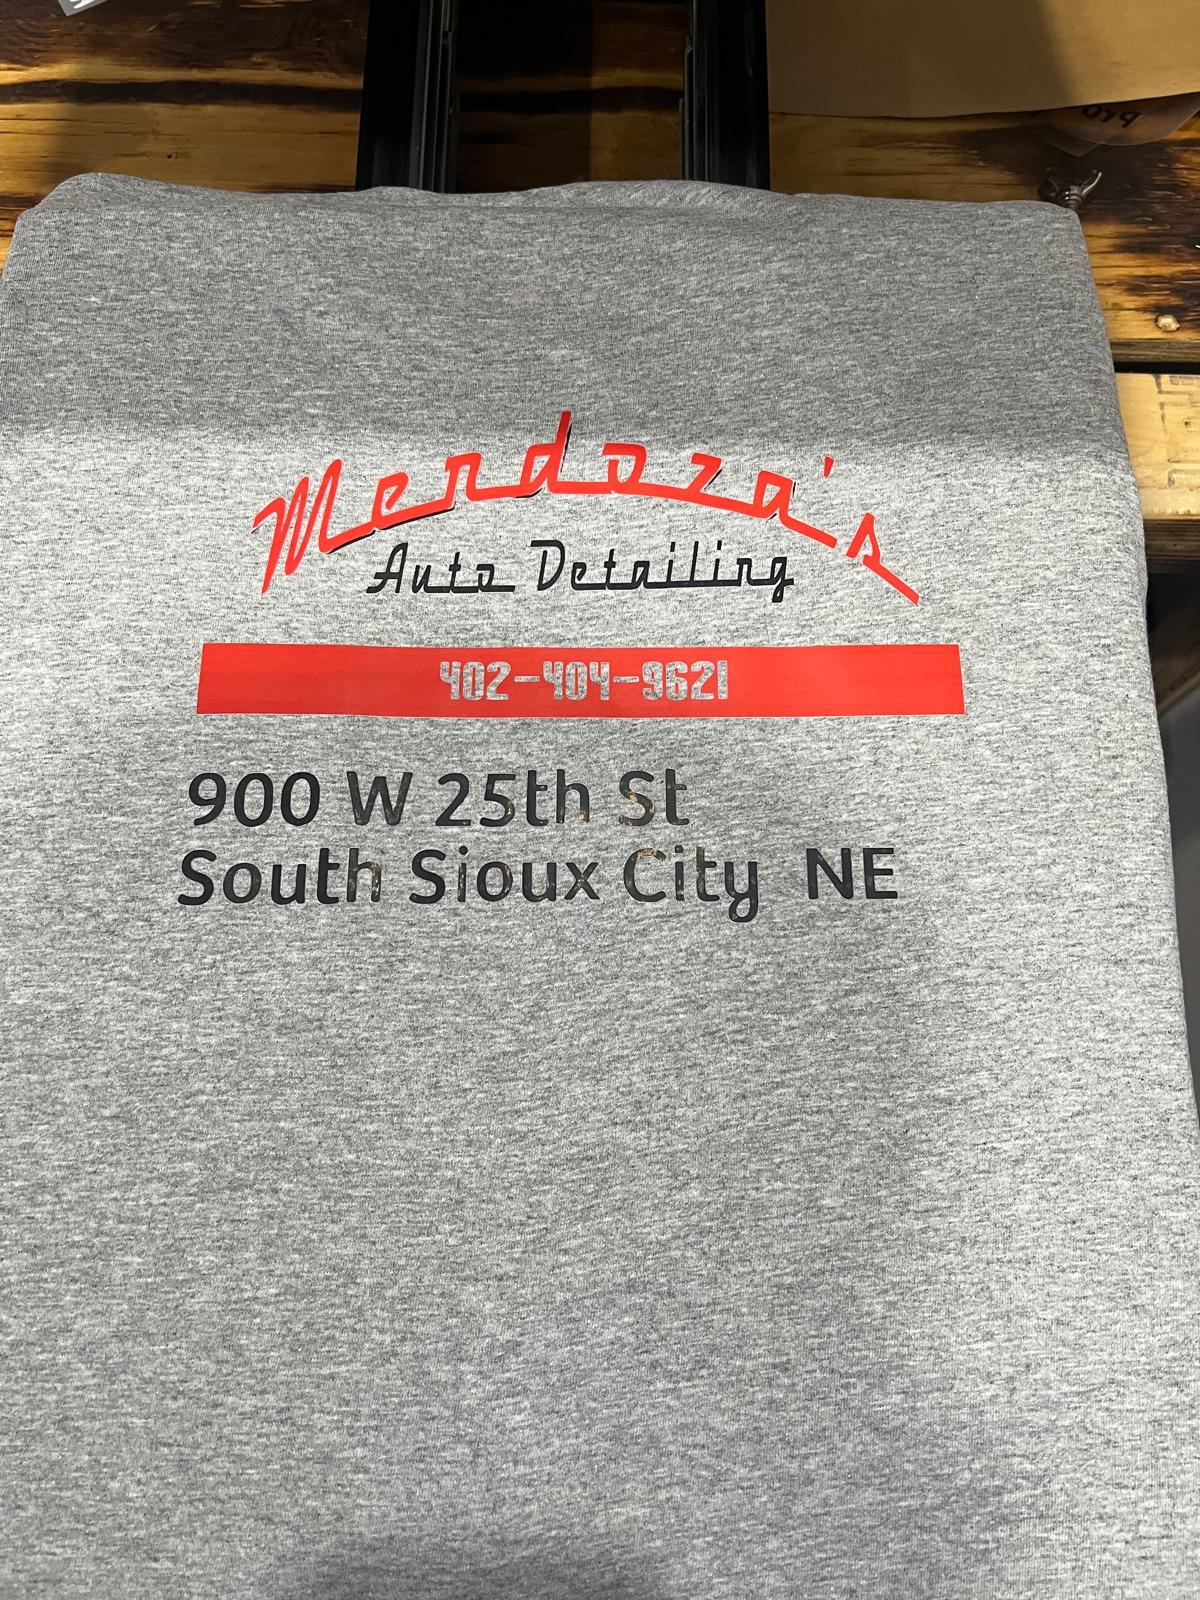 Mendoza's
Auto Detailing
402-404-9621
900 W 25th St
South Sioux City NE